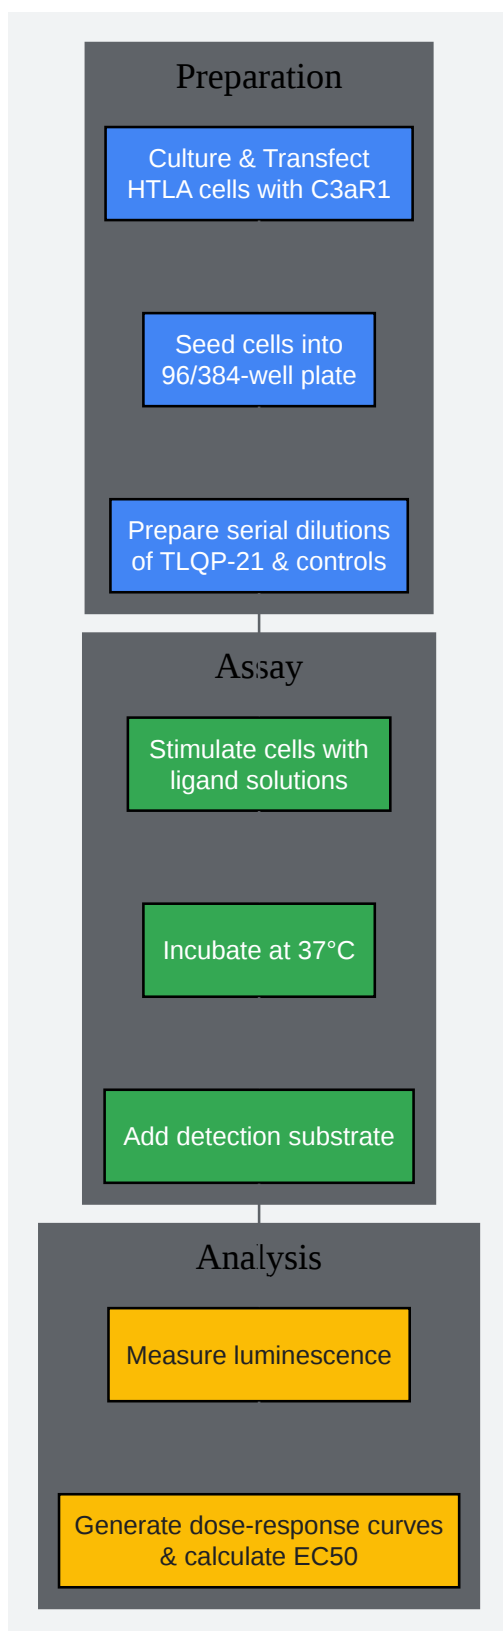 Preparation
Culture & Transfect
HTLA cells with C3aR1
Seed cells into
96/384-well plate
Prepare serial dilutions
of TLQP-21 & controls
Assay
Stimulate cells with
ligand solutions
Incubate at 37°C
Add detection substrate
Analysis
Measure luminescence
Generate dose-response curves
& calculate EC50